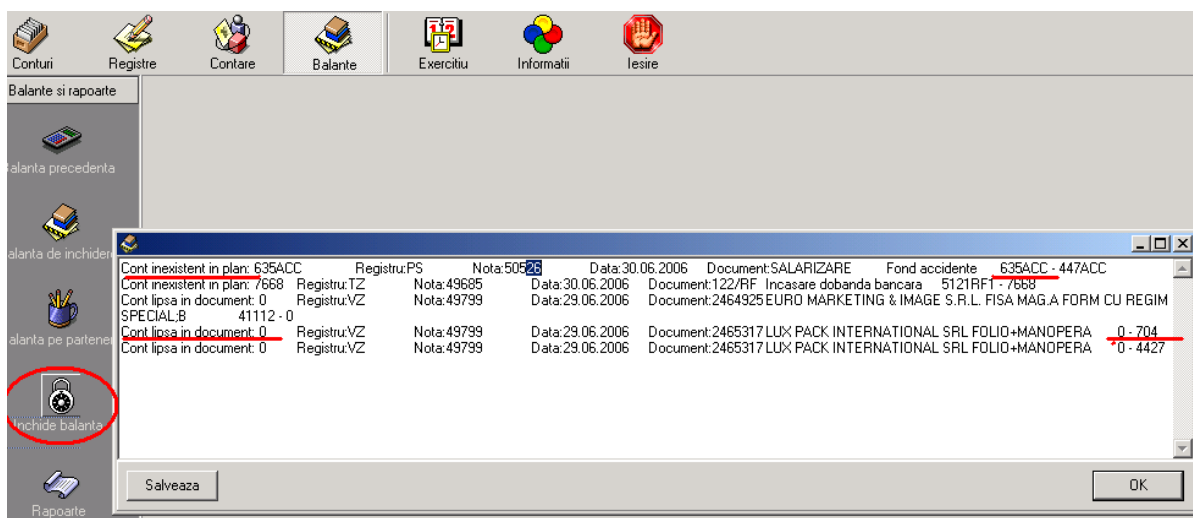 Conturi Registre Contare Balante Exercitiu Informatii Iesire
Balante si rapoarte
alanta precedenta
alanta de inchidere
alanta pe partener
Inchide balanta
Rapoarte
Cont inexistent in plan: 635ACC Registru:PS Nota:50526 Data:30.06.2006 Document:SALARIZARE Fond accidente 635ACC - 447ACC
Cont inexistent in plan: 7668 Registru:TZ Nota:49685 Data:30.06.2006 Document:122/RF Incasare dobanda bancara 5121RF1 - 7668
Cont lipsa in document: 0 Registru:VZ Nota:49799 Data:29.06.2006 Document:2464925 EURO MARKETING & IMAGE S.R.L. FISA MAG.A FORM CU REGIM
SPECIAL;B 41112 - 0
Cont lipsa in document: 0 Registru:VZ Nota:49799 Data:29.06.2006 Document:2465317 LUX PACK INTERNATIONAL SRL FOLIO+MANOPERA 0 - 704
Cont lipsa in document: 0 Registru:VZ Nota:49799 Data:29.06.2006 Document:2465317 LUX PACK INTERNATIONAL SRL FOLIO+MANOPERA 0 - 4427
Salveaza OK